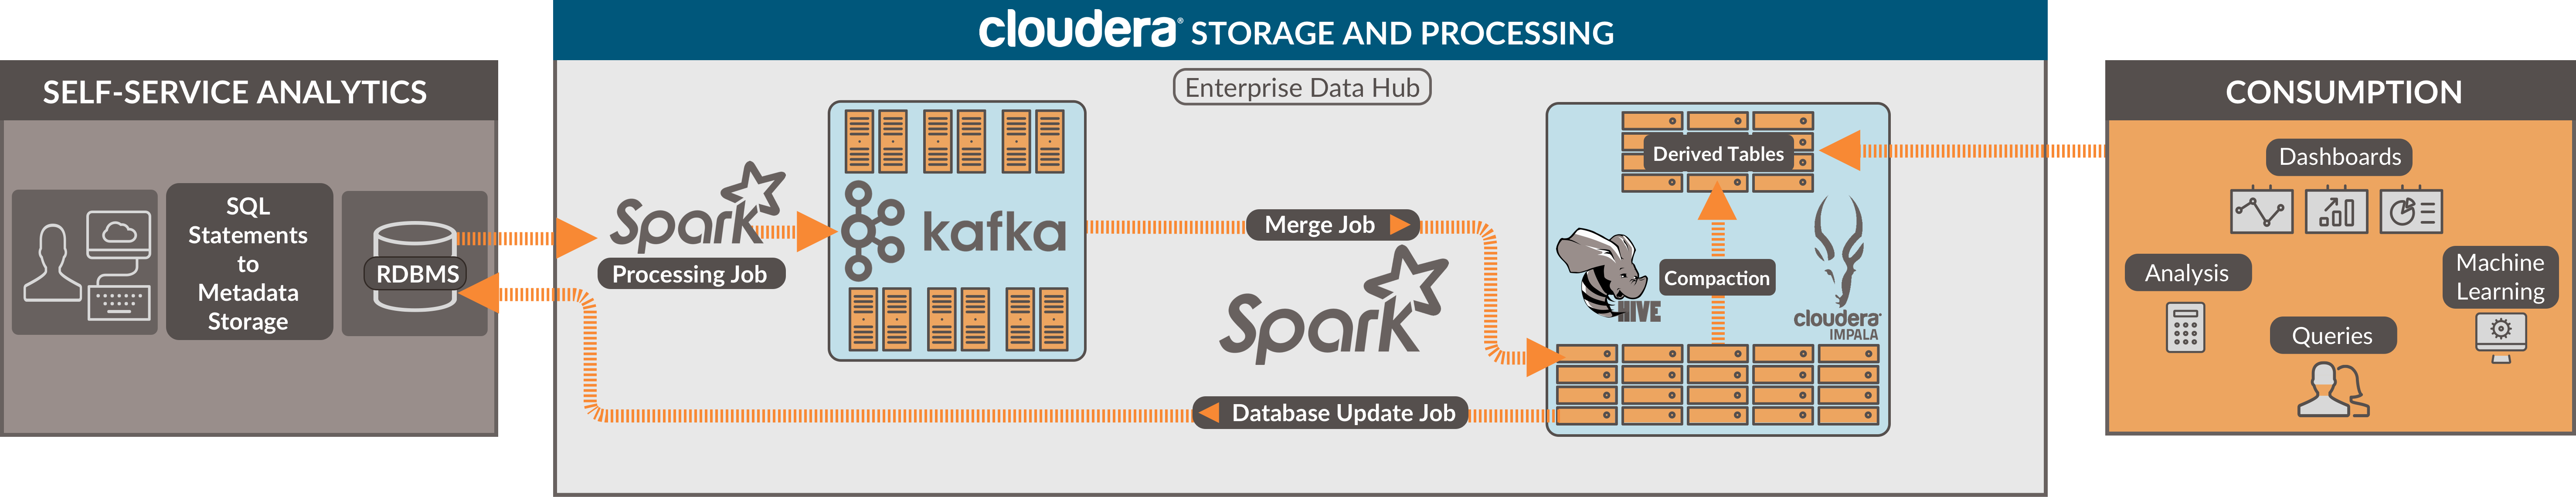 cloudera® STORAGE AND PROCESSING
SELF-SERVICE ANALYTICS
SQL
Statements
to
Metadata
Storage
RDBMS
Enterprise Data Hub
Spark
Processing Job
kafka
Merge Job
Spark
Database Update Job
Derived Tables
Compaction
HIVE
cloudera®
IMPALA
CONSUMPTION
Dashboards
Analysis
Machine
Learning
Queries